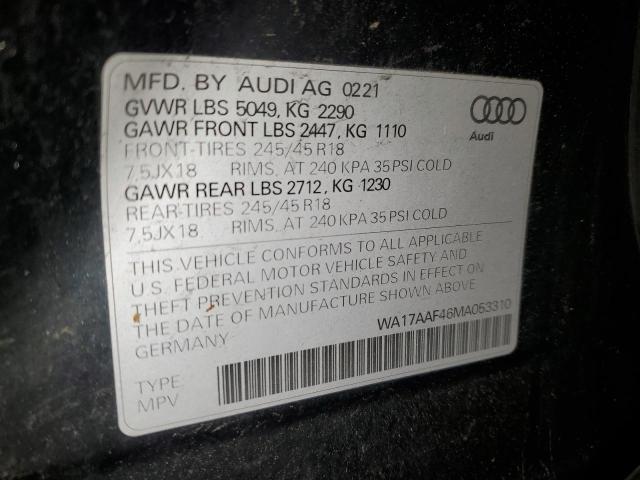 MFD. BY AUDI AG 0221
GVWR LBS 5049, KG 2290
GAWR FRONT LBS 2447, KG 1110
FRONT-TIRES 245/45 R18
7,5JX18 RIMS, AT 240 KPA 35 PSI COLD
GAWR REAR LBS 2712, KG 1230
REAR-TIRES 245/45 R18
7,5JX18 RIMS, AT 240 KPA 35 PSI COLD
Audi
THIS VEHICLE CONFORMS TO ALL APPLICABLE
U.S. FEDERAL MOTOR VEHICLE SAFETY AND
THEFT PREVENTION STANDARDS IN EFFECT ON
THE DATE OF MANUFACTURE SHOWN ABOVE
GERMANY
WA17AAF46MA053310
TYPE:
MPV